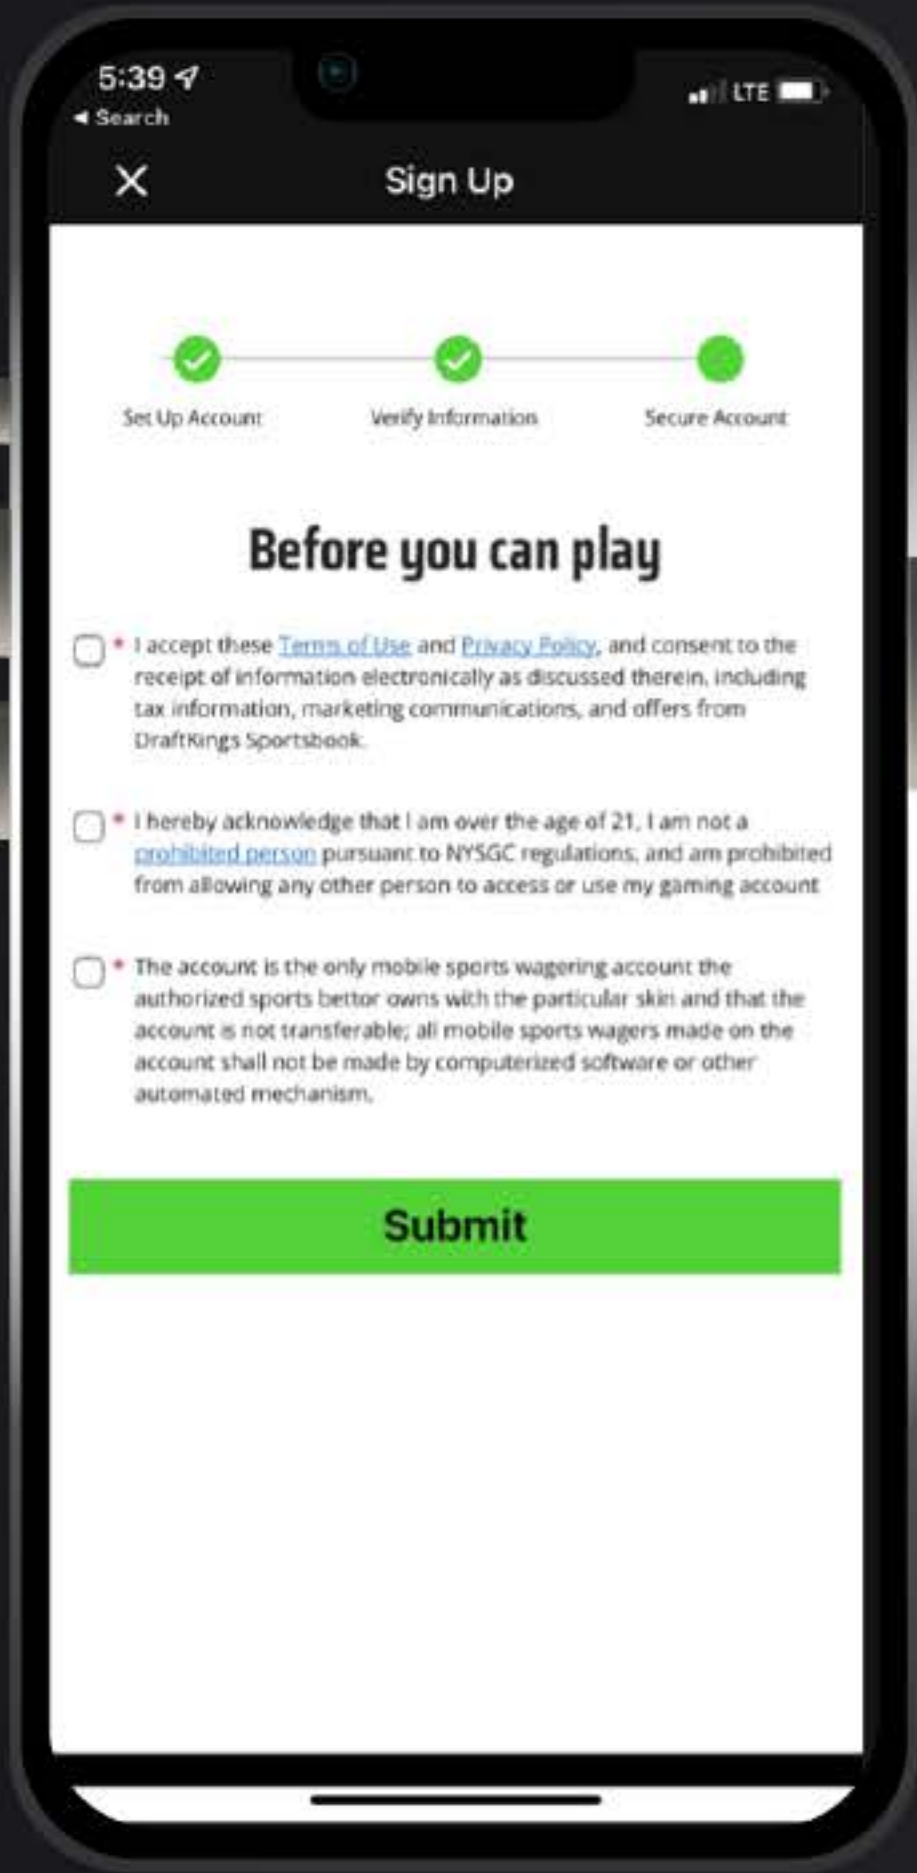 5:39
LTE
Search
Sign Up
Set Up Account
Verify Information
Secure Account
Before you can play
* I accept these Terms of Use and Privacy Policy, and consent to the
receipt of information electronically as discussed therein, including
tax information, marketing communications, and offers from
DraftKings Sportsbook.
* I hereby acknowledge that I am over the age of 21, I am not a
prohibited person pursuant to NYSGC regulations, and am prohibited
from allowing any other person to access or use my gaming account
* The account is the only mobile sports wagering account the
authorized sports bettor owns with the particular skin and that the
account is not transferable; all mobile sports wagers made on the
account shall not be made by computerized software or other
automated mechanism.
Submit